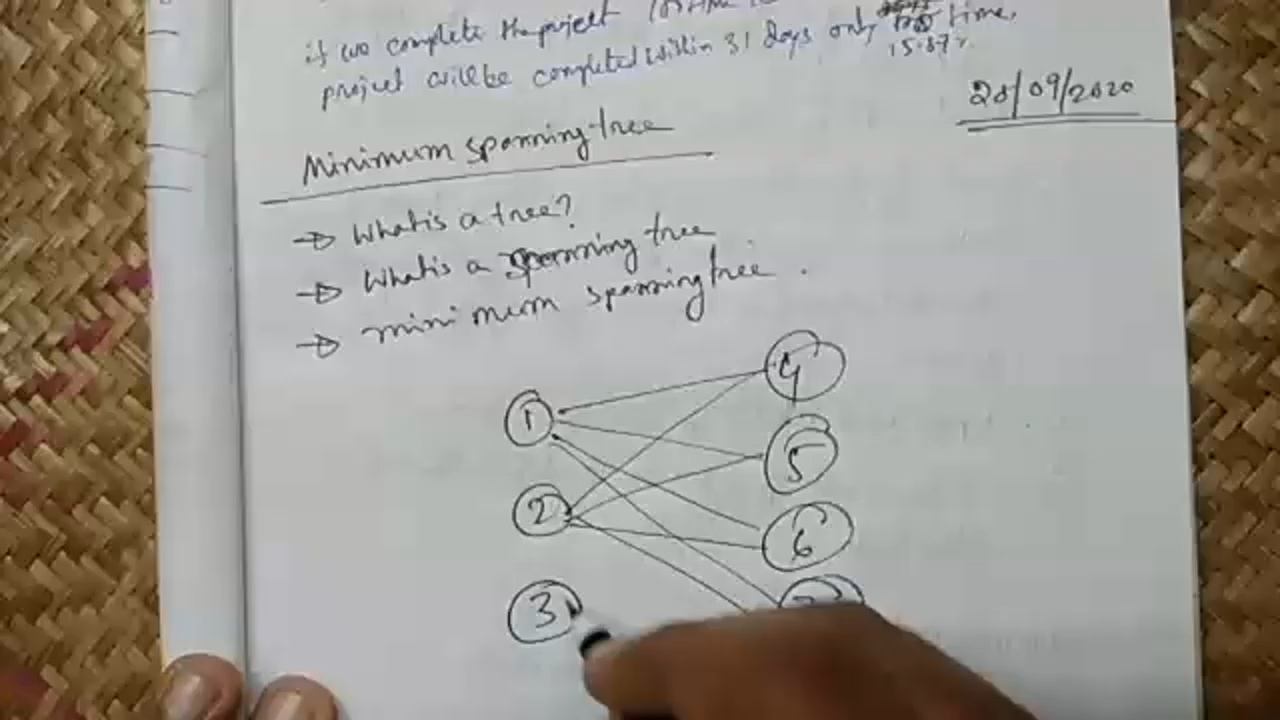 if we complete the project
project will be completed within 31 days only time.
15.87%
20/09/2020
Minimum spanning tree
→ What is a tree?
→ What is a spanning tree
→ minimum spanning tree.
1
4
5
2
6
3